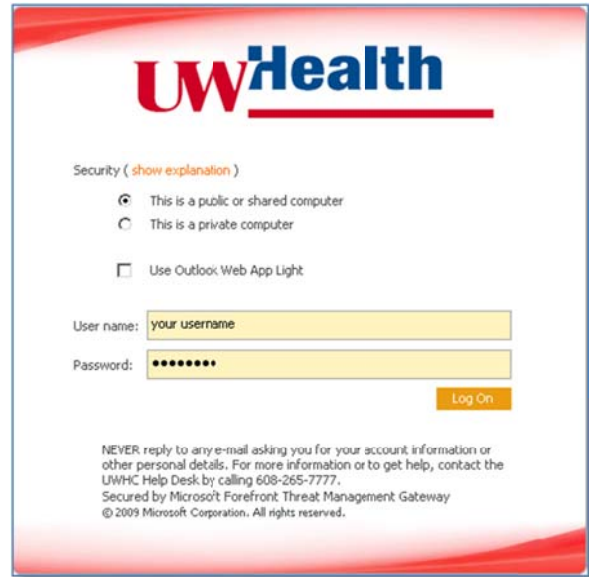 UWHealth
Security ( show explanation )
This is a public or shared computer
This is a private computer
Use Outlook Web App Light
User name: your username
Password: ••••••••
Log On
NEVER reply to any e-mail asking you for your account information or
other personal details. For more information or to get help, contact the
UWHC Help Desk by calling 608-265-7777.
Secured by Microsoft Forefront Threat Management Gateway
© 2009 Microsoft Corporation. All rights reserved.